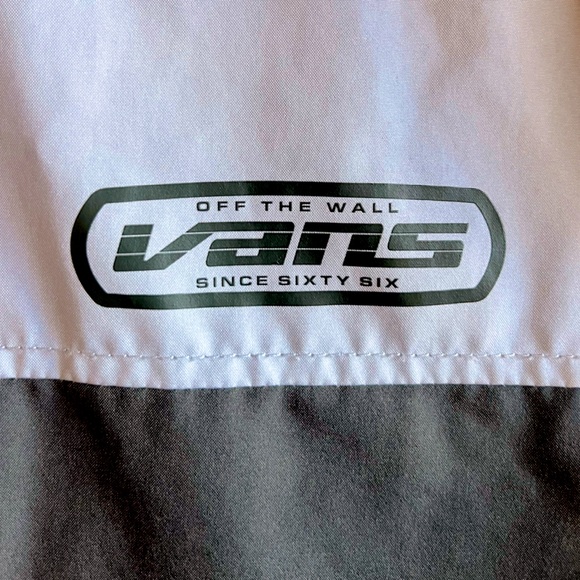 OFF THE WALL
Vans
SINCE SIXTY SIX